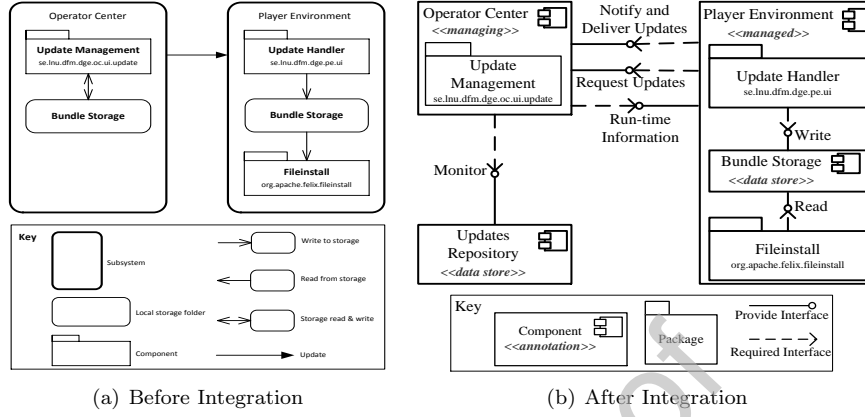 Operator Center
Update Management
se.lnu.dfm.dge.oc.ui.update
Bundle Storage
Player Environment
Update Handler
se.lnu.dfm.dge.pe.ui
Bundle Storage
Fileinstall
org.apache.felix.fileinstall
Key
Subsystem
Local storage folder
Component
Write to storage
Read from storage
Storage read & write
Update
(a) Before Integration
Operator Center
<<managing>>
Update
Management
se.lnu.dfm.dge.oc.ui.update
Notify and
Deliver Updates
Request Updates
Run-time
Information
Monitor
Updates
Repository
<<data store>>
Player Environment
<<managed>>
Update Handler
se.lnu.dfm.dge.pe.ui
Write
Bundle Storage
<<data store>>
Read
Fileinstall
org.apache.felix.fileinstall
Key
Component
<<annotation>>
Package
Provide Interface
Required Interface
(b) After Integration
of